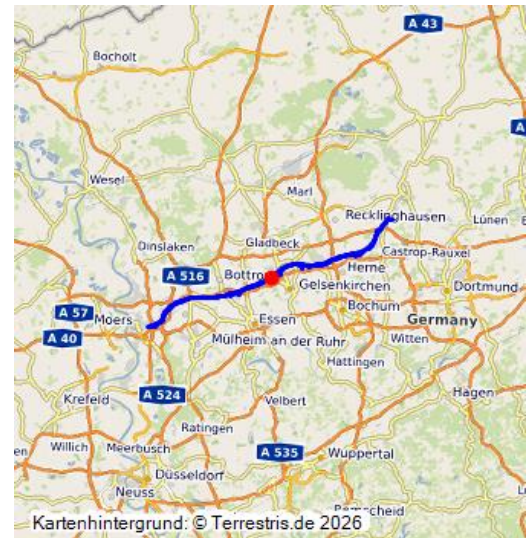 A 43
Bocholt
A
Wesel
Marl
Recklinghausen
Lünen
Dinslaken
Gladbeck
Castrop-Rauxel
A 516
Bottro
Herne
Gelsenkirchen
Dortmund
A 57
Moers
Essen
Bochum
Germany
A 40
Mülheim an der Ruhr
Witten
Hattingen
A 524
Hagen
Krefeld
Velbert
Ratingen
A 535
Willich
Meerbusch
Wuppertal
Düsseldorf
Neuss
Remscheid
Kartenhintergrund: © Terrestris.de 2026